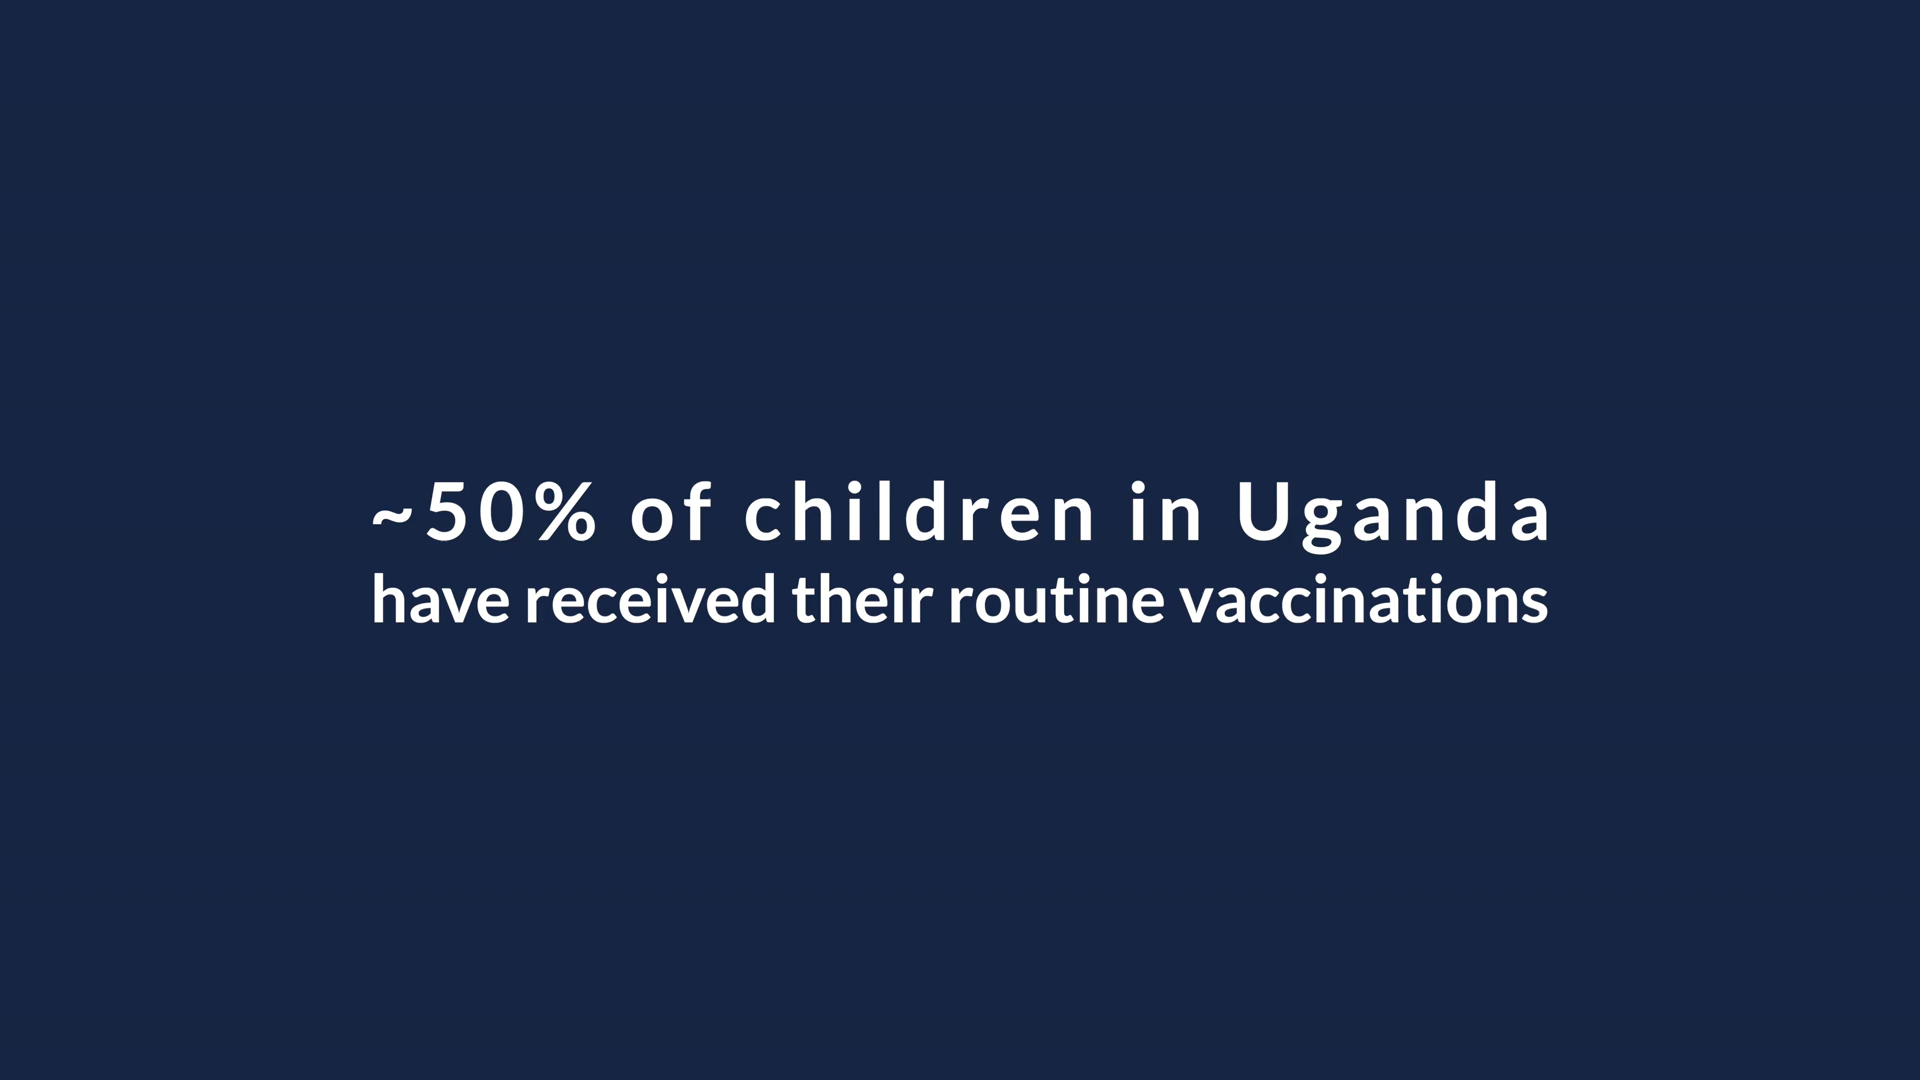 ~50% of children in Uganda
have received their routine vaccinations